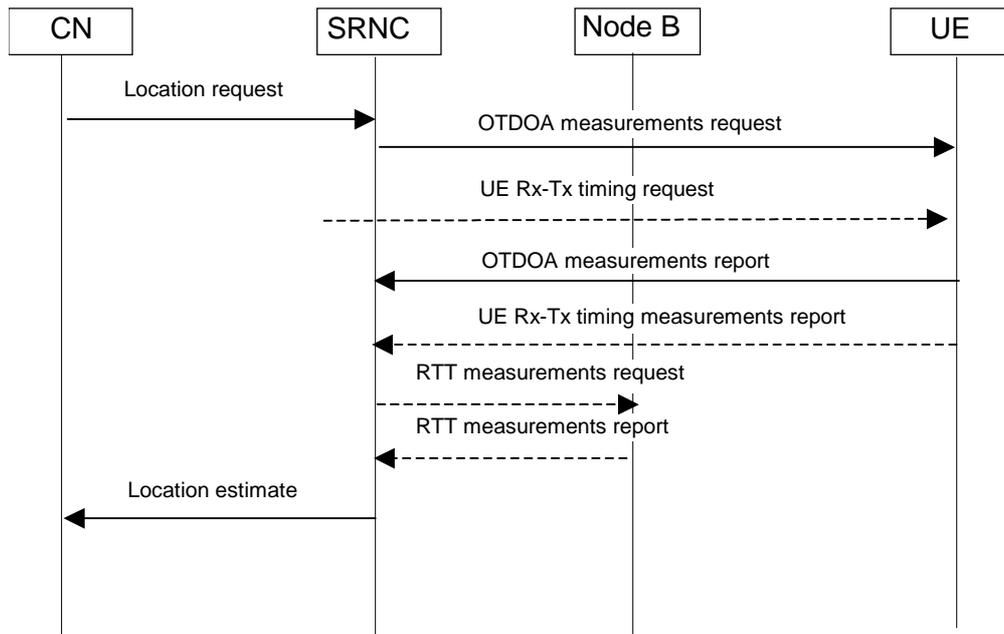 CN
SRNC
Node B
UE
Location request
OTDOA measurements request
UE Rx-Tx timing request
OTDOA measurements report
UE Rx-Tx timing measurements report
RTT measurements request
RTT measurements report
Location estimate